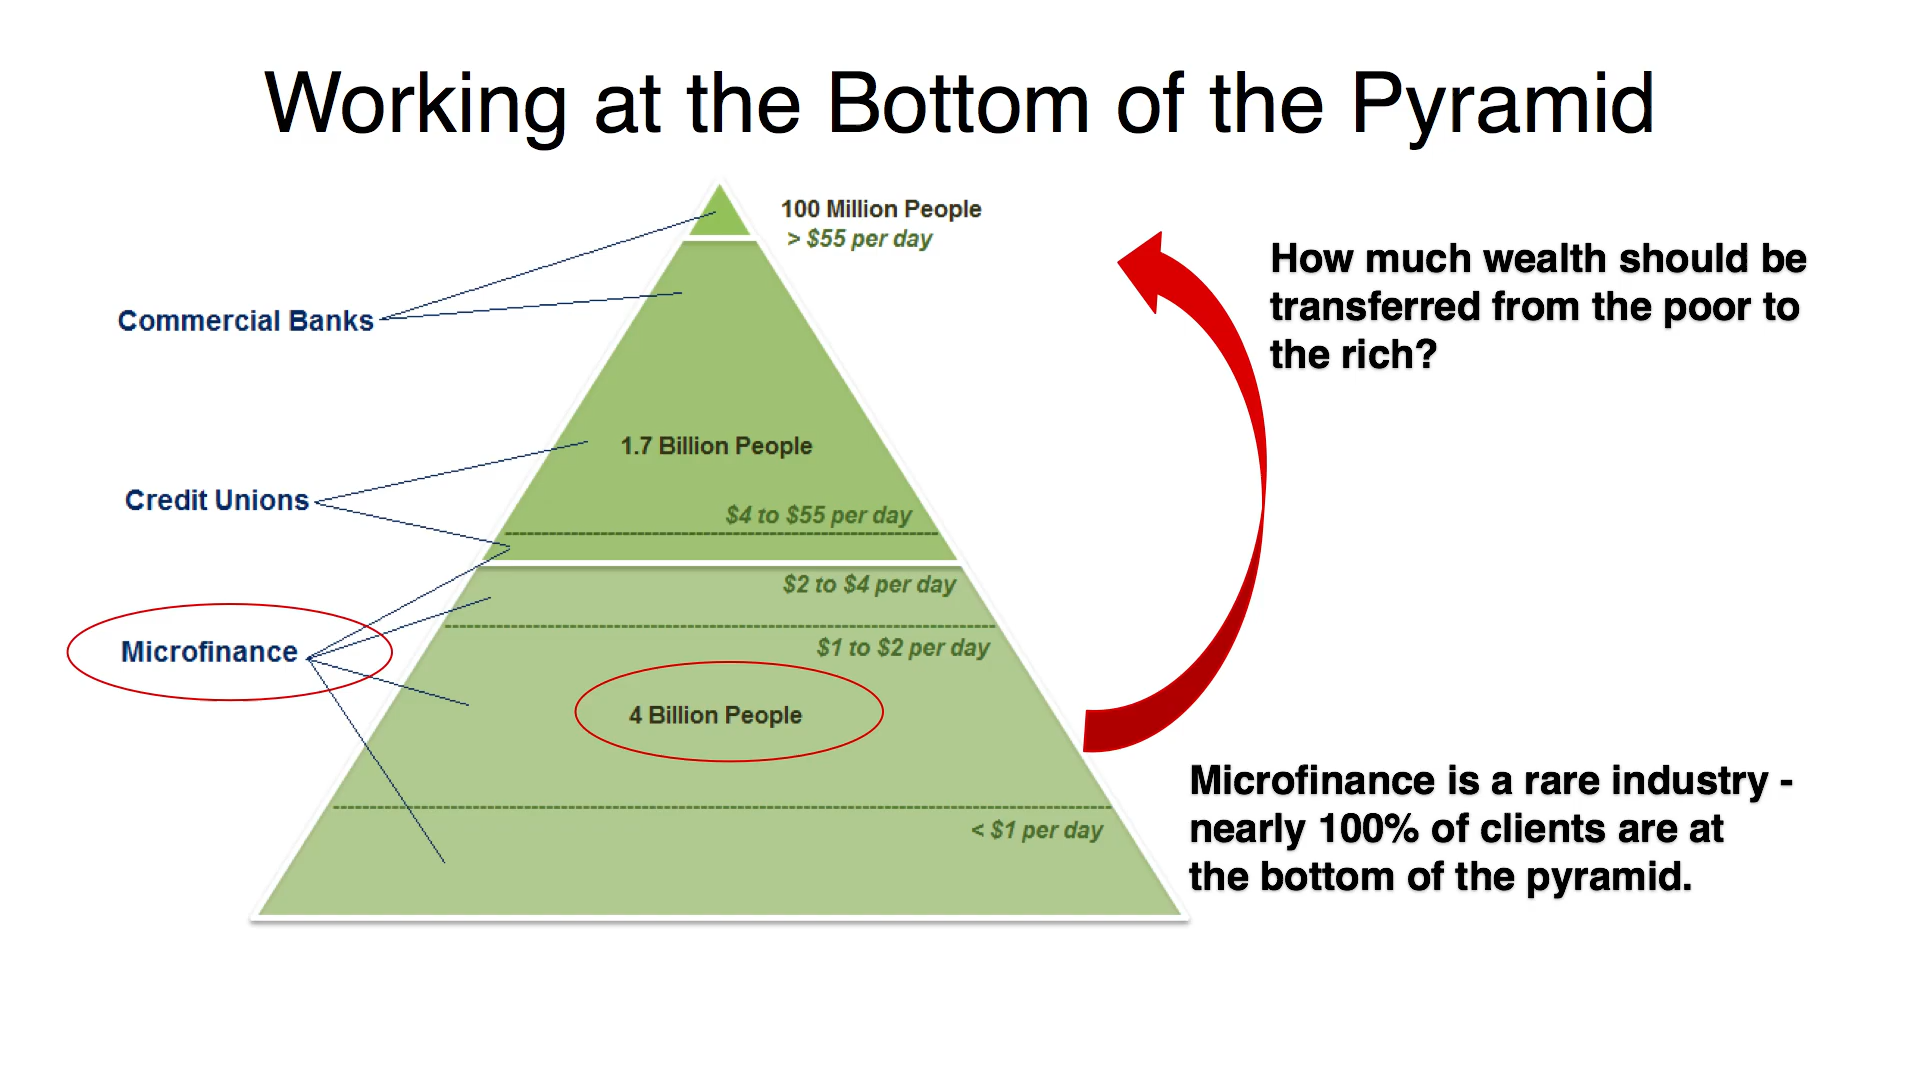 Working at the Bottom of the Pyramid
100 Million People
> $55 per day
How much wealth should be
transferred from the poor to
the rich?
Commercial Banks
1.7 Billion People
Credit Unions
$4 to $55 per day
$2 to $4 per day
Microfinance
$1 to $2 per day
4 Billion People
< $1 per day
Microfinance is a rare industry -
nearly 100% of clients are at
the bottom of the pyramid.